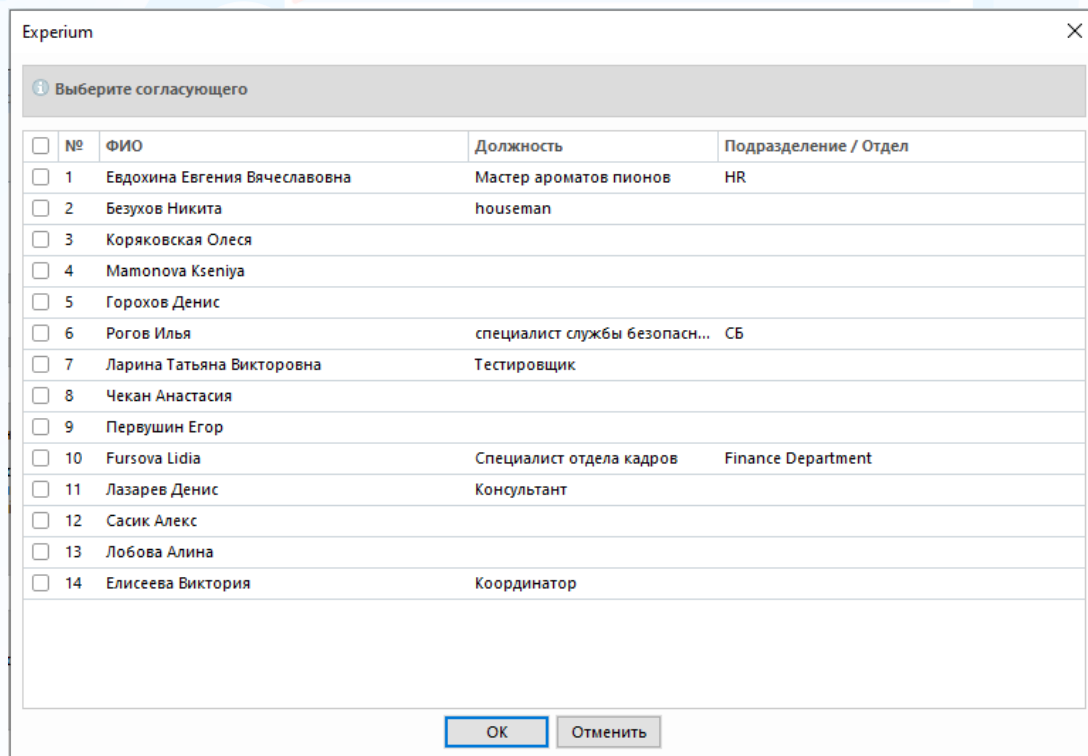 Experium
Выберите согласующего
№ ФИО Должность Подразделение / Отдел
1 Евдохина Евгения Вячеславовна Мастер ароматов пионов HR
2 Безухов Никита houseman
3 Коряковская Олеся
4 Mamonova Kseniya
5 Горохов Денис
6 Рогов Илья специалист службы безопасн... СБ
7 Ларина Татьяна Викторовна Тестировщик
8 Чекан Анастасия
9 Первушин Егор
10 Fursova Lidia Специалист отдела кадров Finance Department
11 Лазарев Денис Консультант
12 Сасик Алекс
13 Лобова Алина
14 Елисеева Виктория Координатор
ОК Отменить